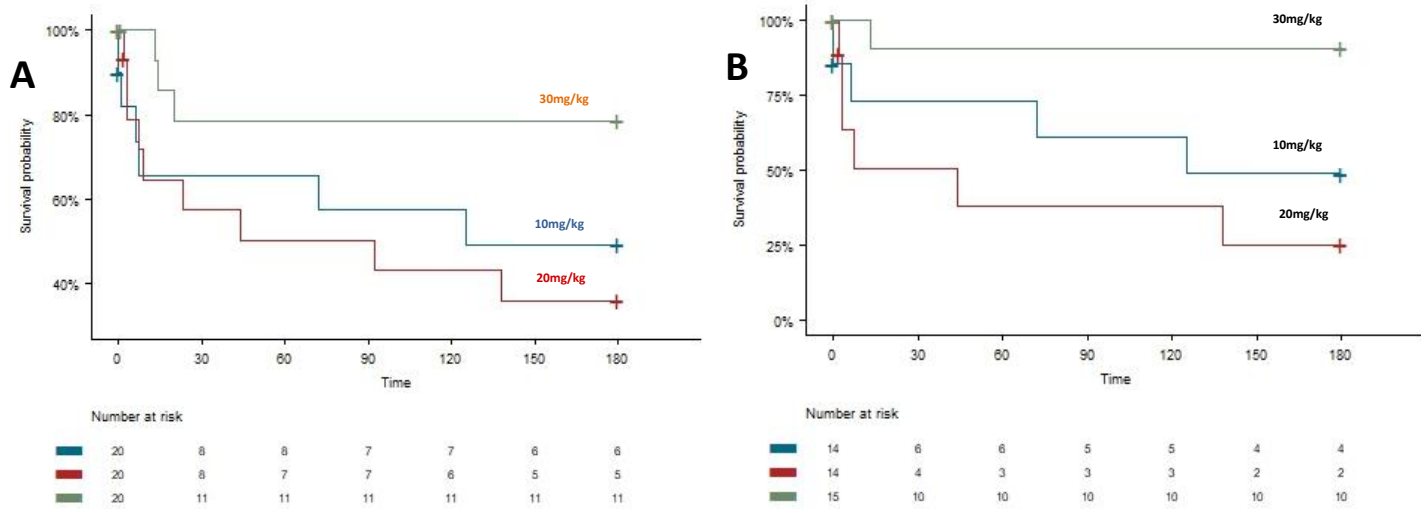 A
Survival probability
100%
80%
60%
40%
30mg/kg
10mg/kg
20mg/kg
0 30 60 90 120 150 180
Time
Number at risk
20 8 8 7 7 6 6
20 8 7 7 6 5 5
20 11 11 11 11 11 11
B
Survival probability
100%
75%
50%
25%
0%
30mg/kg
10mg/kg
20mg/kg
0 30 60 90 120 150 180
Time
Number at risk
14 6 6 5 5 4 4
14 4 3 3 3 2 2
15 10 10 10 10 10 10